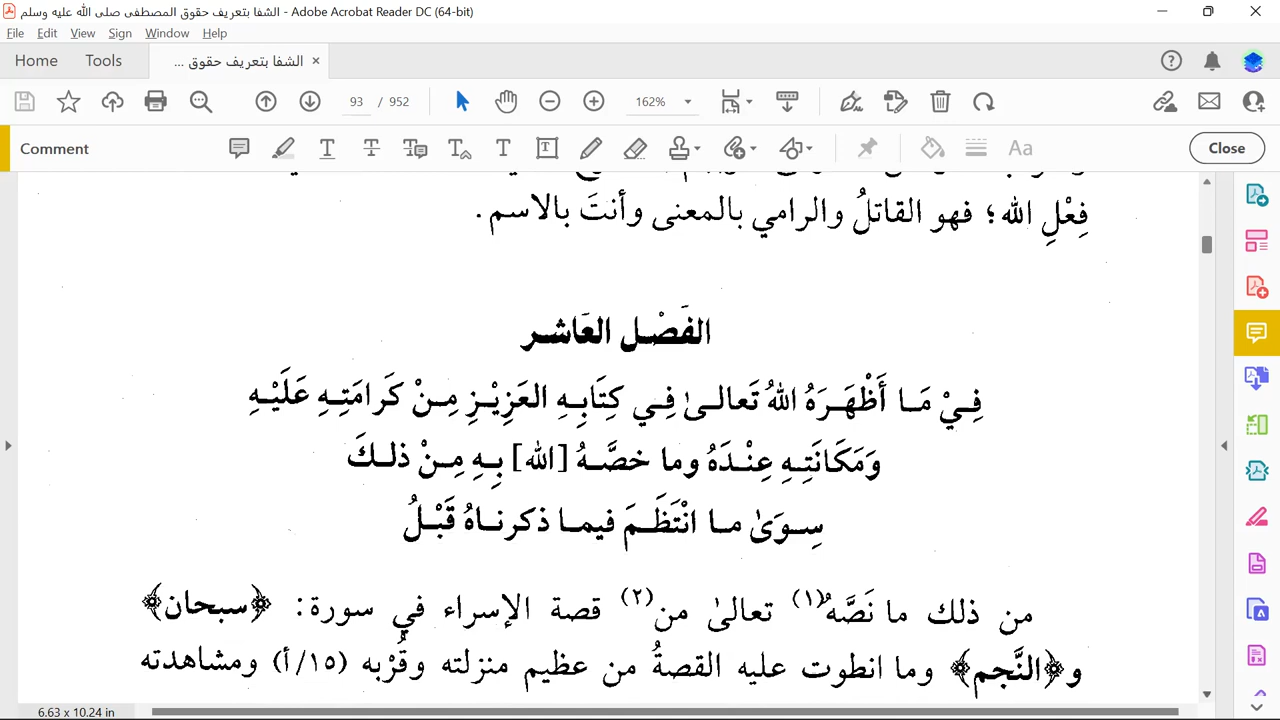 الشفا بتعريف حقوق المصطفى صلى الله عليه وسلم - Adobe Acrobat Reader DC (64-bit)
File Edit View Sign Window Help
Home Tools الشفا بتعريف حقوق ... ×
93 / 952 162%
Comment Close
فِعْلِ الله؛ فهو القاتلُ والرامي بالمعنى وأنتَ بالاسم.
الفَصْل العَاشر
فِيْ مَا أَظْهَرَهُ اللهُ تَعالىٰ فِي كِتَابِهِ العَزِيْزِ مِنْ كَرامَتِهِ عَلَيْهِ
وَمَكَانَتِهِ عِنْدَهُ وما خصَّهُ [الله] بِهِ مِنْ ذلكَ
سِوَىٰ ما انْتَظَمَ فيما ذكرناهُ قَبْلُ
من ذلك ما نَصَّهُ(١) تعالىٰ من(٢) قصة الإسراء في سورة: ﴿سبحان﴾
و﴿النَّجم﴾ وما انطوت عليه القصةُ من عظيم منزلته وقُرْبه (١٥/أ) ومشاهدته
6.63 x 10.24 in